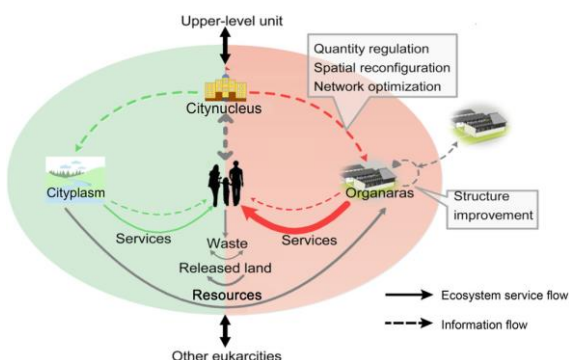 Upper-level unit
Quantity regulation
Spatial reconfiguration
Network optimization
Citynucleus
Cityplasm
Organaras
Structure
improvement
Services
Services
Waste
Released land
Resources
Ecosystem service flow
Information flow
Other eukarcities